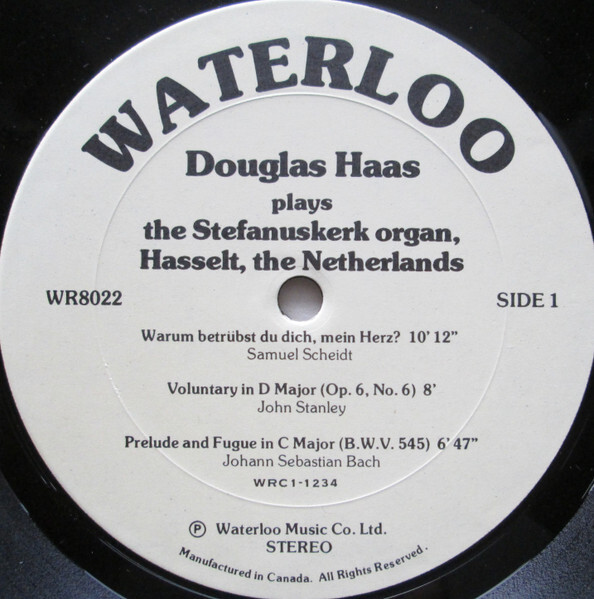 WATERLOO
Douglas Haas
plays
the Stefanuskerk organ,
Hasselt, the Netherlands
WR8022
SIDE 1
Warum betrübst du dich, mein Herz? 10' 12"
Samuel Scheidt
Voluntary in D Major (Op. 6, No. 6) 8'
John Stanley
Prelude and Fugue in C Major (B.W.V. 545) 6' 47"
Johann Sebastian Bach
WRC1-1234
℗ Waterloo Music Co. Ltd.
STEREO
Manufactured in Canada. All Rights Reserved.